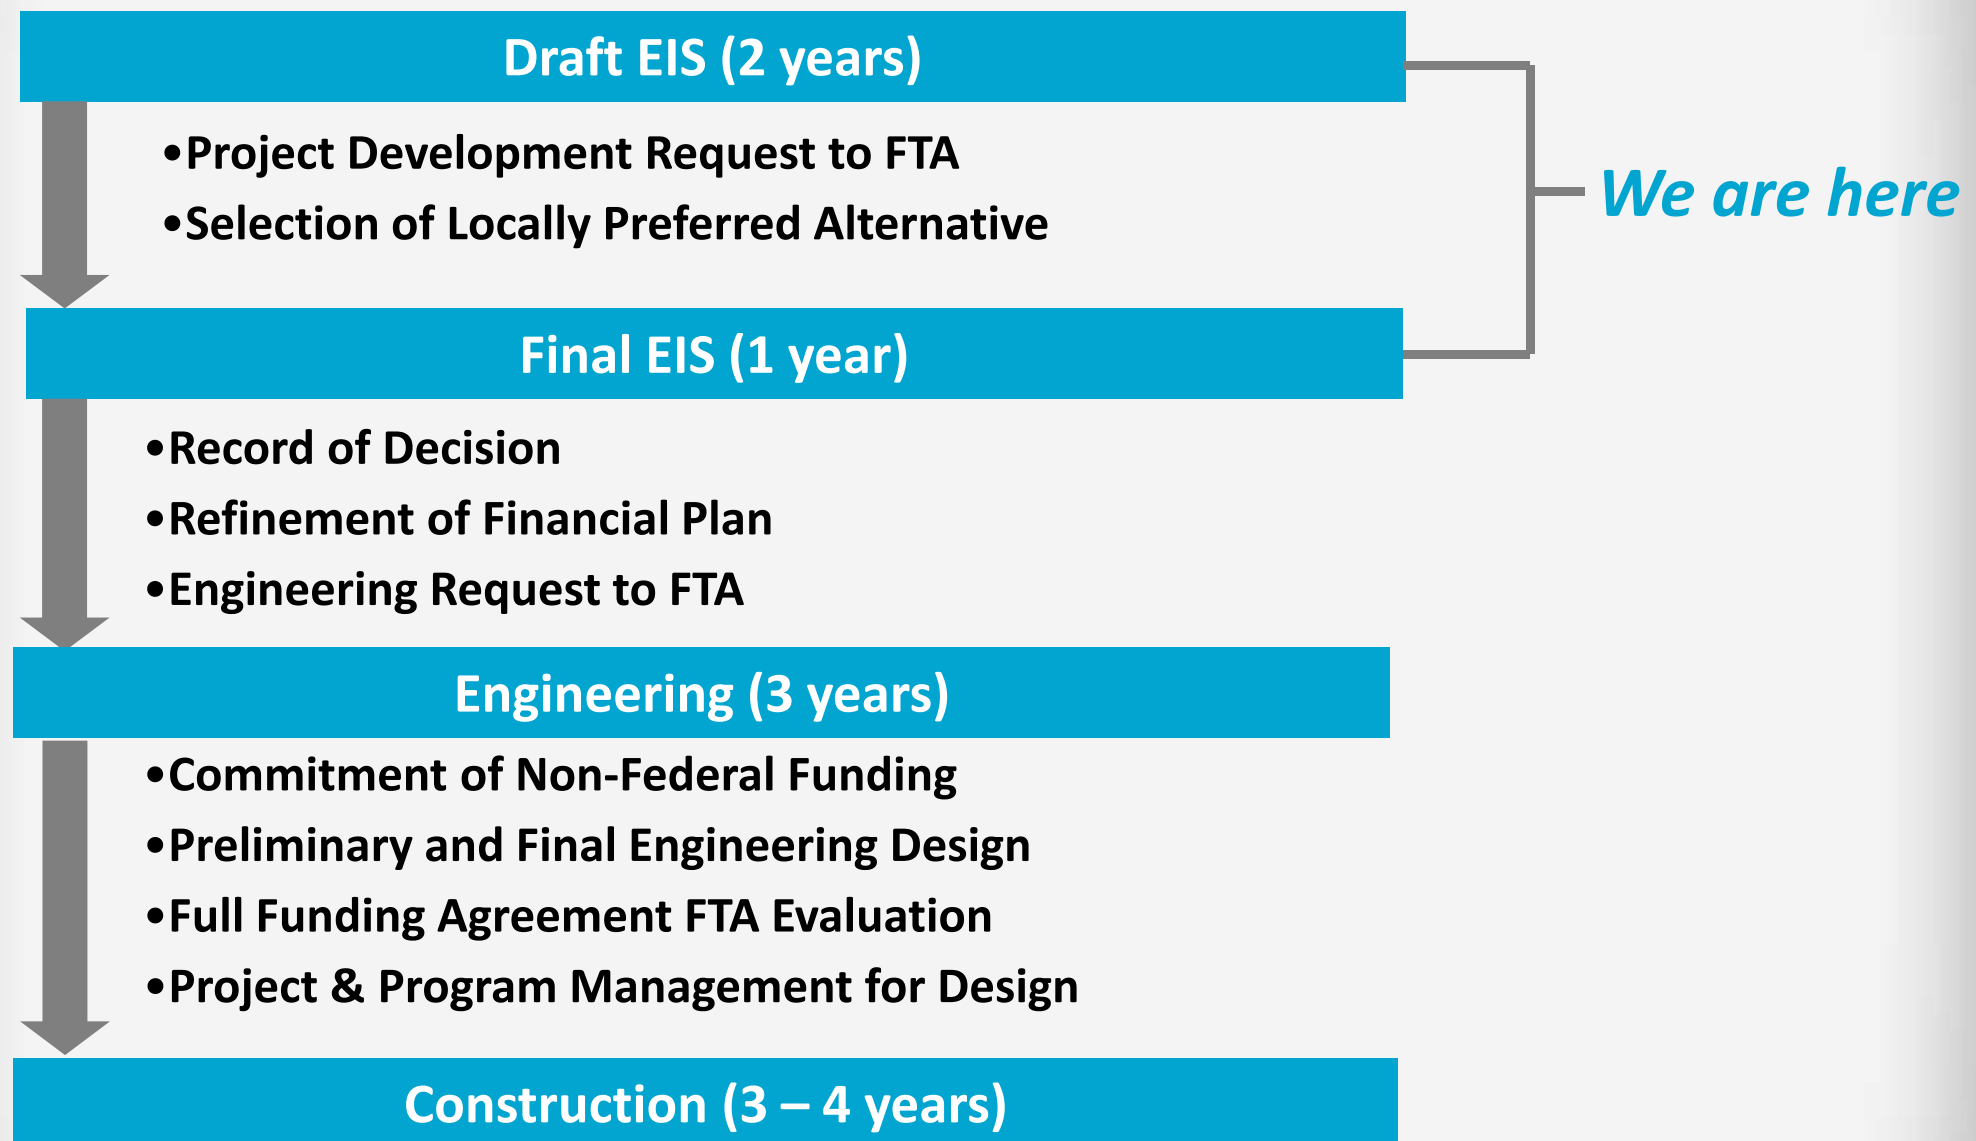 Draft EIS (2 years)
•Project Development Request to FTA
•Selection of Locally Preferred Alternative
We are here
Final EIS (1 year)
•Record of Decision
•Refinement of Financial Plan
•Engineering Request to FTA
Engineering (3 years)
•Commitment of Non-Federal Funding
•Preliminary and Final Engineering Design
•Full Funding Agreement FTA Evaluation
•Project & Program Management for Design
Construction (3 – 4 years)